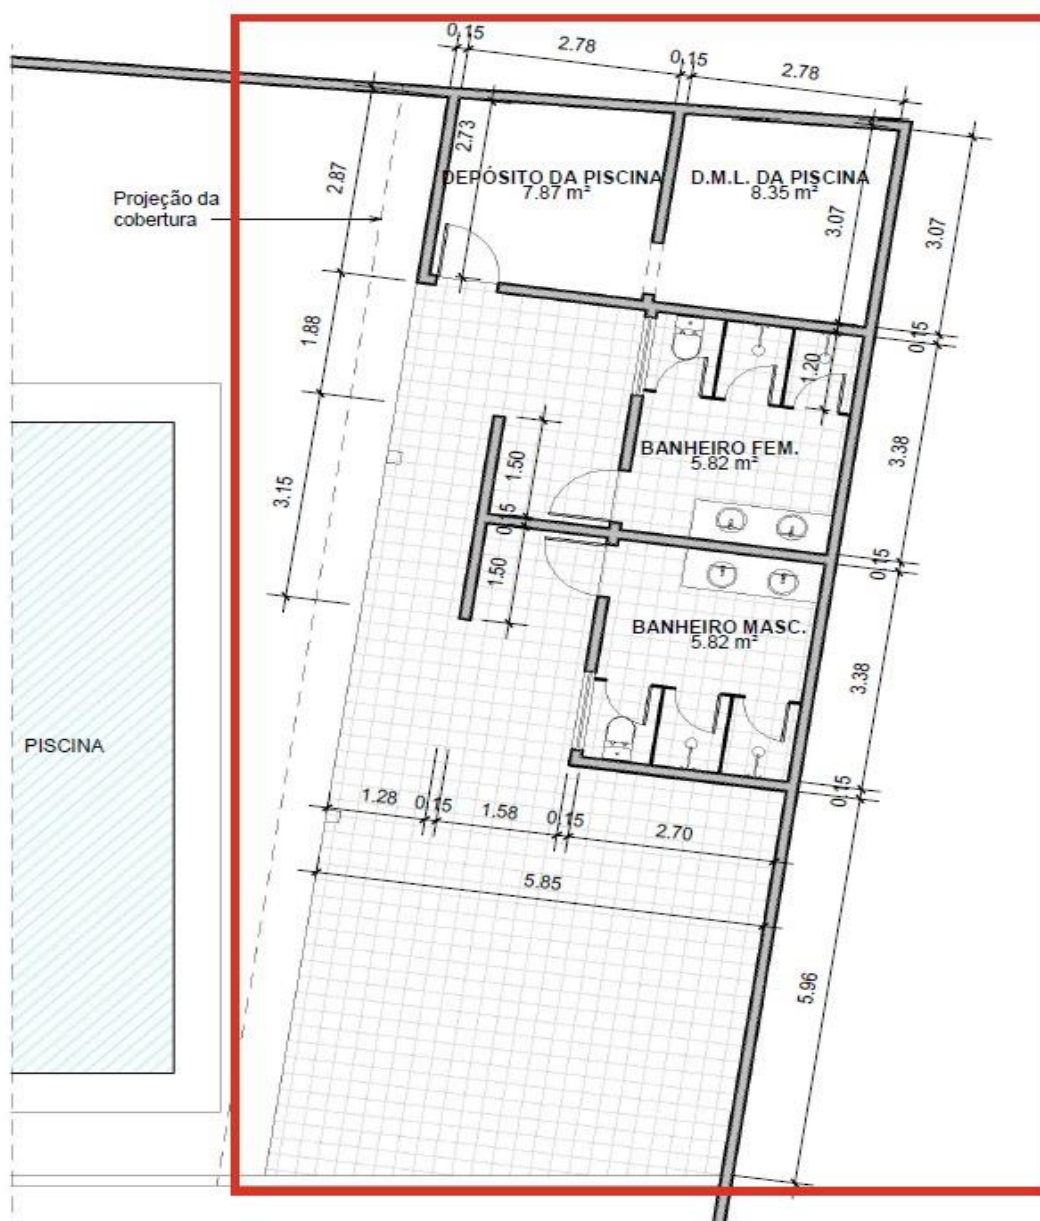 0.15
2.78
0.15
2.78
2.87
2.73
DEPÓSITO DA PISCINA
7.87 m²
D.M.L. DA PISCINA
8.35 m²
3.07
3.07
Projeção da
cobertura
1.88
0.15
1.20
3.38
BANHEIRO FEM.
5.82 m²
1.50
3.15
0.15
1.50
0.15
BANHEIRO MASC.
5.82 m²
3.38
PISCINA
0.15
1.28
0.15
1.58
0.15
2.70
5.85
5.96